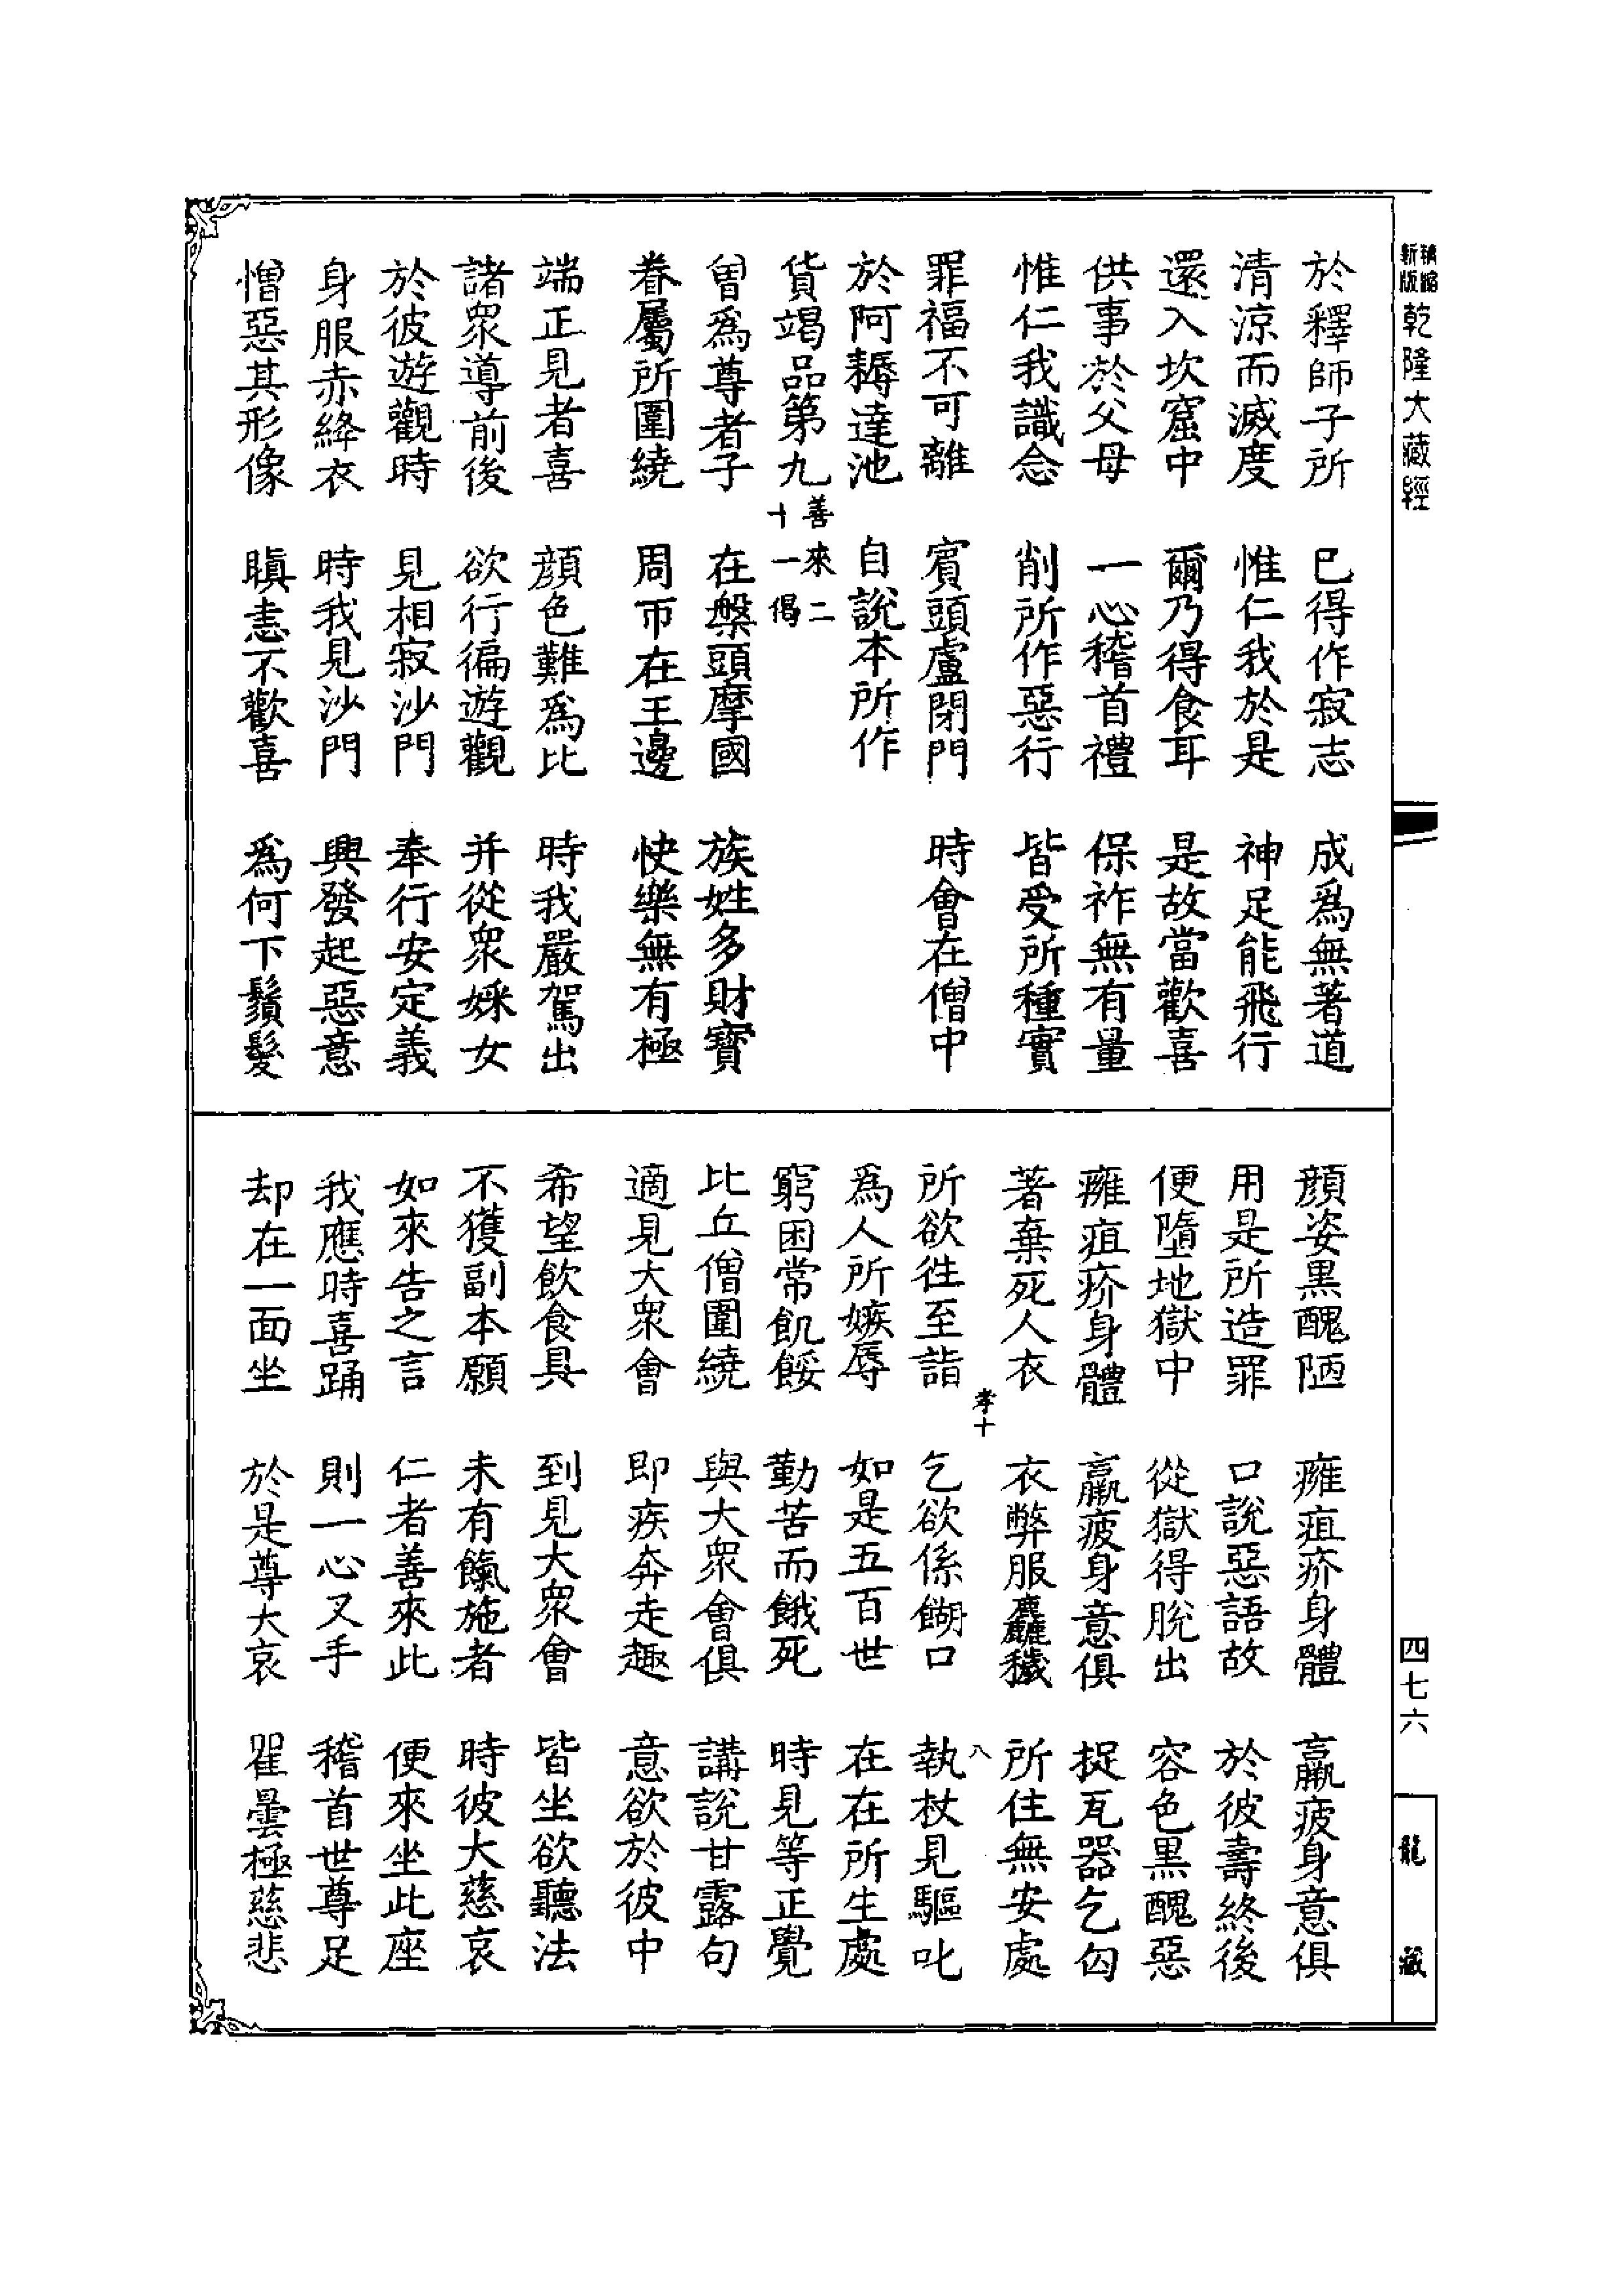 精縮新版乾隆大藏經
於釋師子所 巳得作寂志 成爲無著道
清涼而滅度 惟仁我於是 神足能飛行
還入坎窟中 爾乃得食耳 是故當歡喜
供事於父母 一心稽首禮 保祚無有量
惟仁我識念 削所作惡行 皆受所種實
罪福不可離 賓頭盧閉門 時會在僧中
於阿耨達池 自說本所作
貨竭品第九 善來二十一偈
曾爲尊者子 在槃頭摩國 族姓多財寶
眷屬所圍繞 周帀在王邊 快樂無有極
端正見者喜 顏色難爲比 時我嚴駕出
諸眾導前後 欲行徧遊觀 并從眾婇女
於彼遊觀時 見相寂沙門 奉行安定義
身服赤絳衣 時我見沙門 興發起惡意
憎惡其形像 瞋恚不歡喜 爲何下鬚髮
顏姿黑醜陋 癰疽疥身體 羸疲身意俱
用是所造罪 口說惡語故 於彼壽終後
便墮地獄中 從獄得脫出 容色黑醜惡
癰疽疥身體 羸疲身意俱 捉瓦器乞匃
著棄死人衣 衣弊服麤穢 所住無安處
孝十 八
所欲徃至詣 乞欲係餬口 執杖見驅叱
爲人所嫉辱 如是五百世 在在所生處
窮困常飢餒 勤苦而餓死 時見等正覺
比丘僧圍繞 與大眾會俱 講說甘露句
適見大眾會 即疾奔走趣 意欲於彼中
希望飲食具 到見大眾會 皆坐欲聽法
不獲副本願 未有饙施者 時彼大慈哀
如來告之言 仁者善來此 便來坐此座
我應時喜踊 則一心叉手 稽首世尊足
却在一面坐 於是尊大哀 瞿曇極慈悲
四七六
龍藏